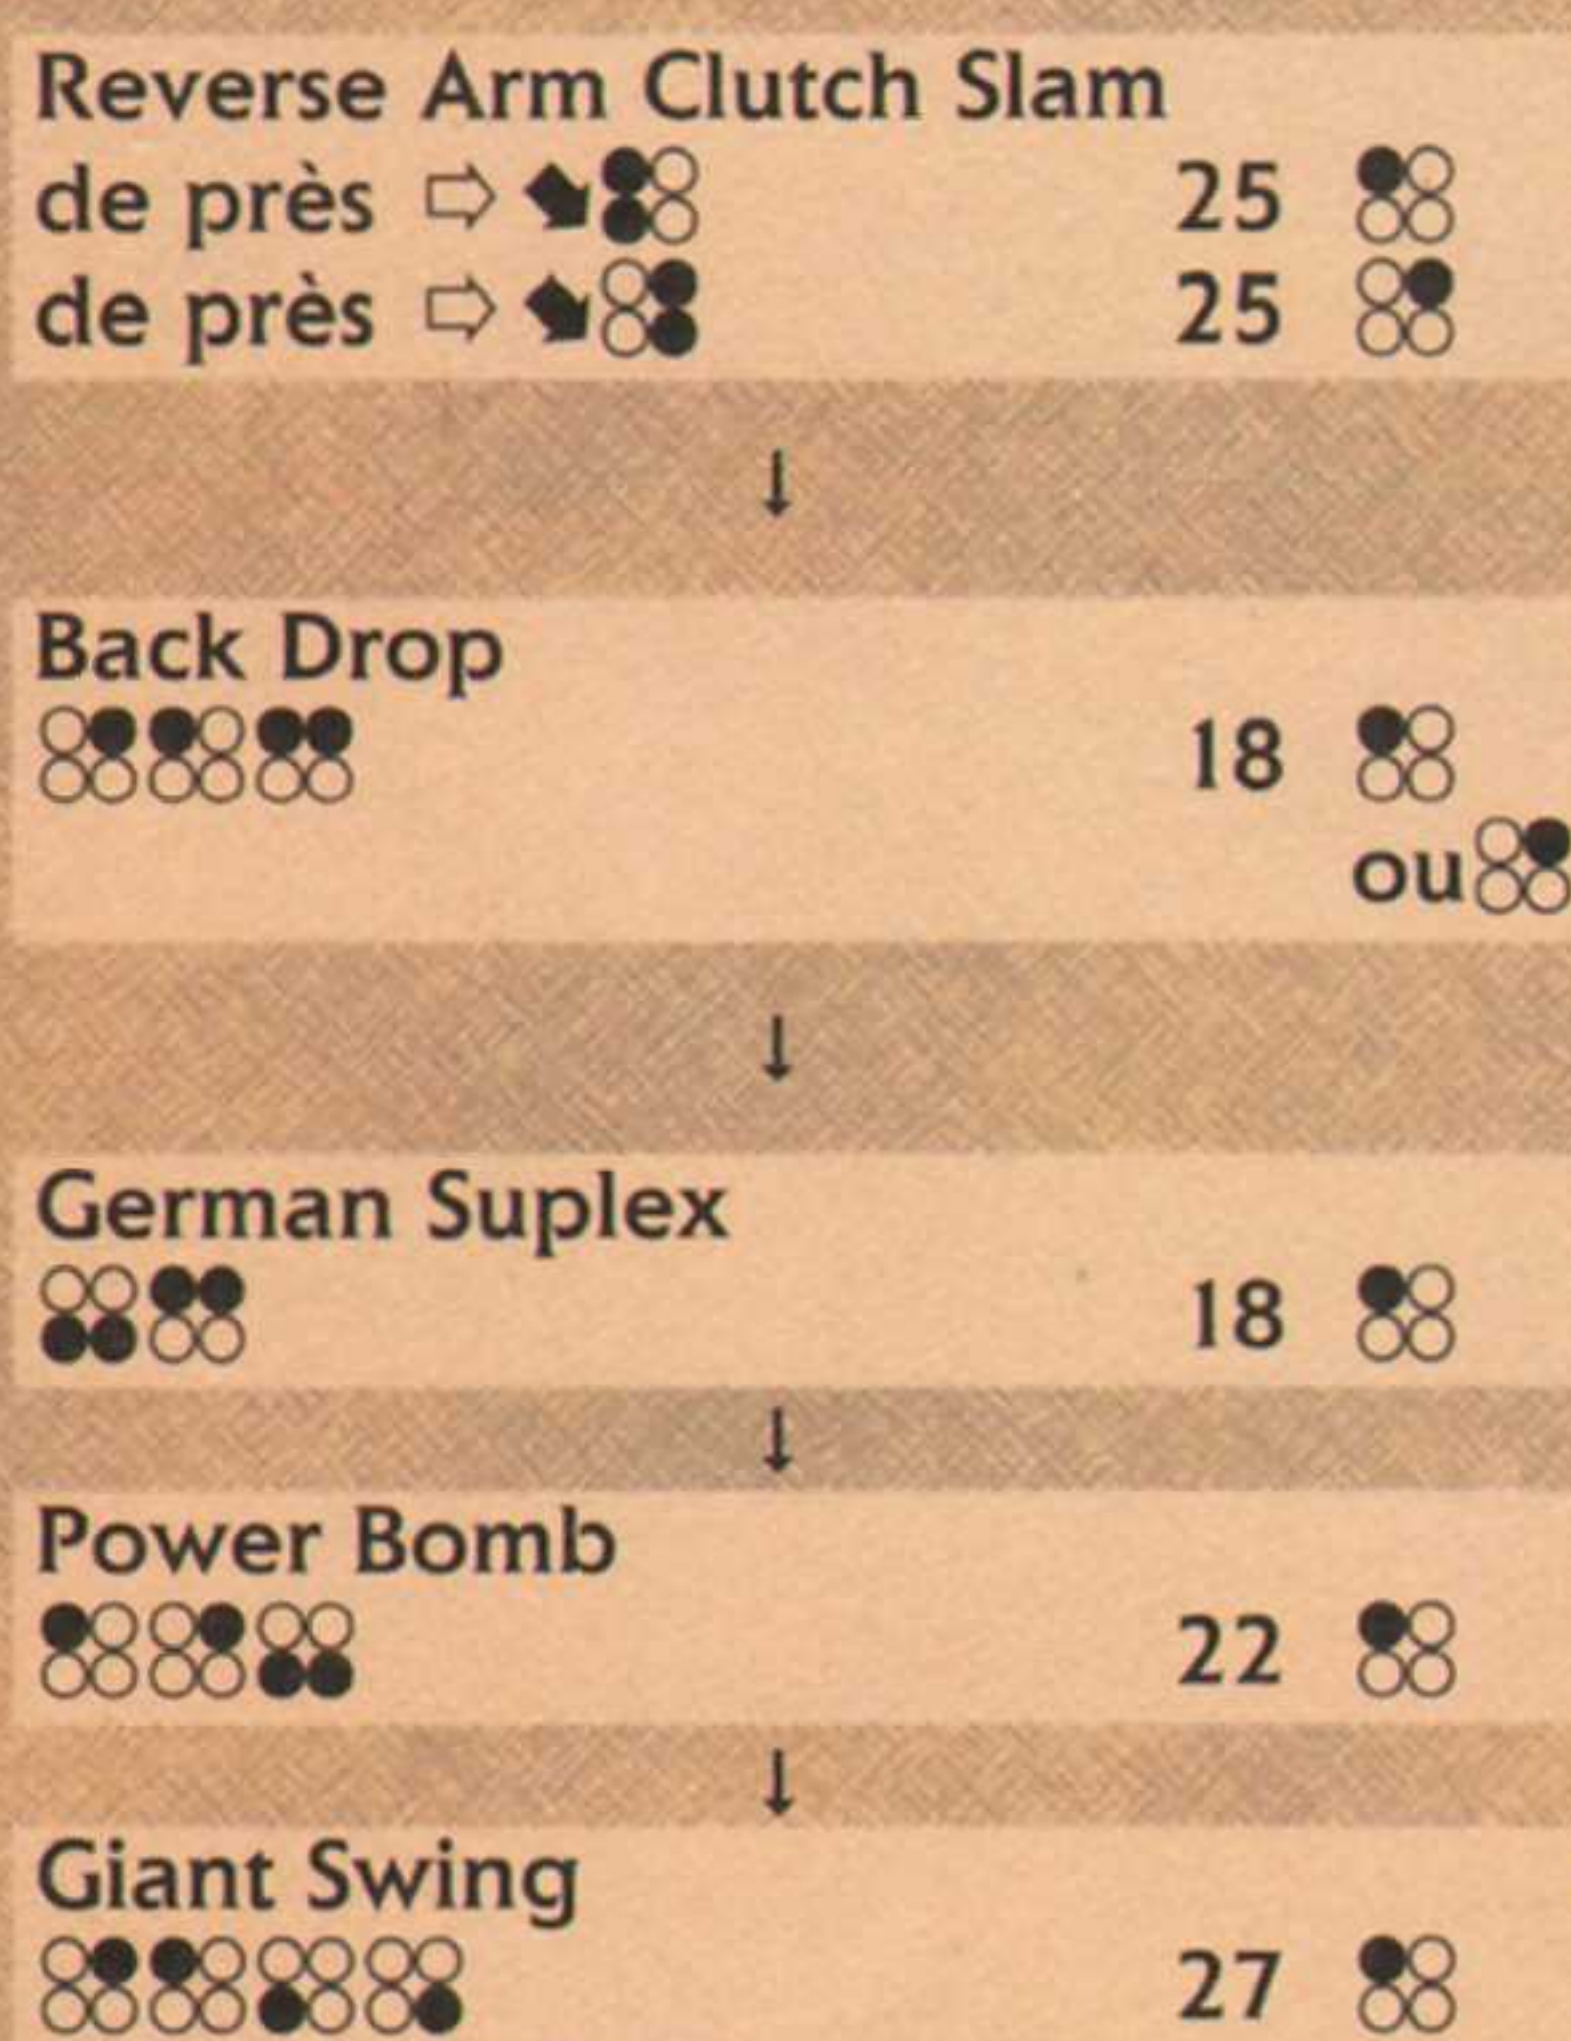 Reverse Arm Clutch Slam
de près 25
de près 25
Back Drop
18
ou
German Suplex
18
Power Bomb
22
Giant Swing
27